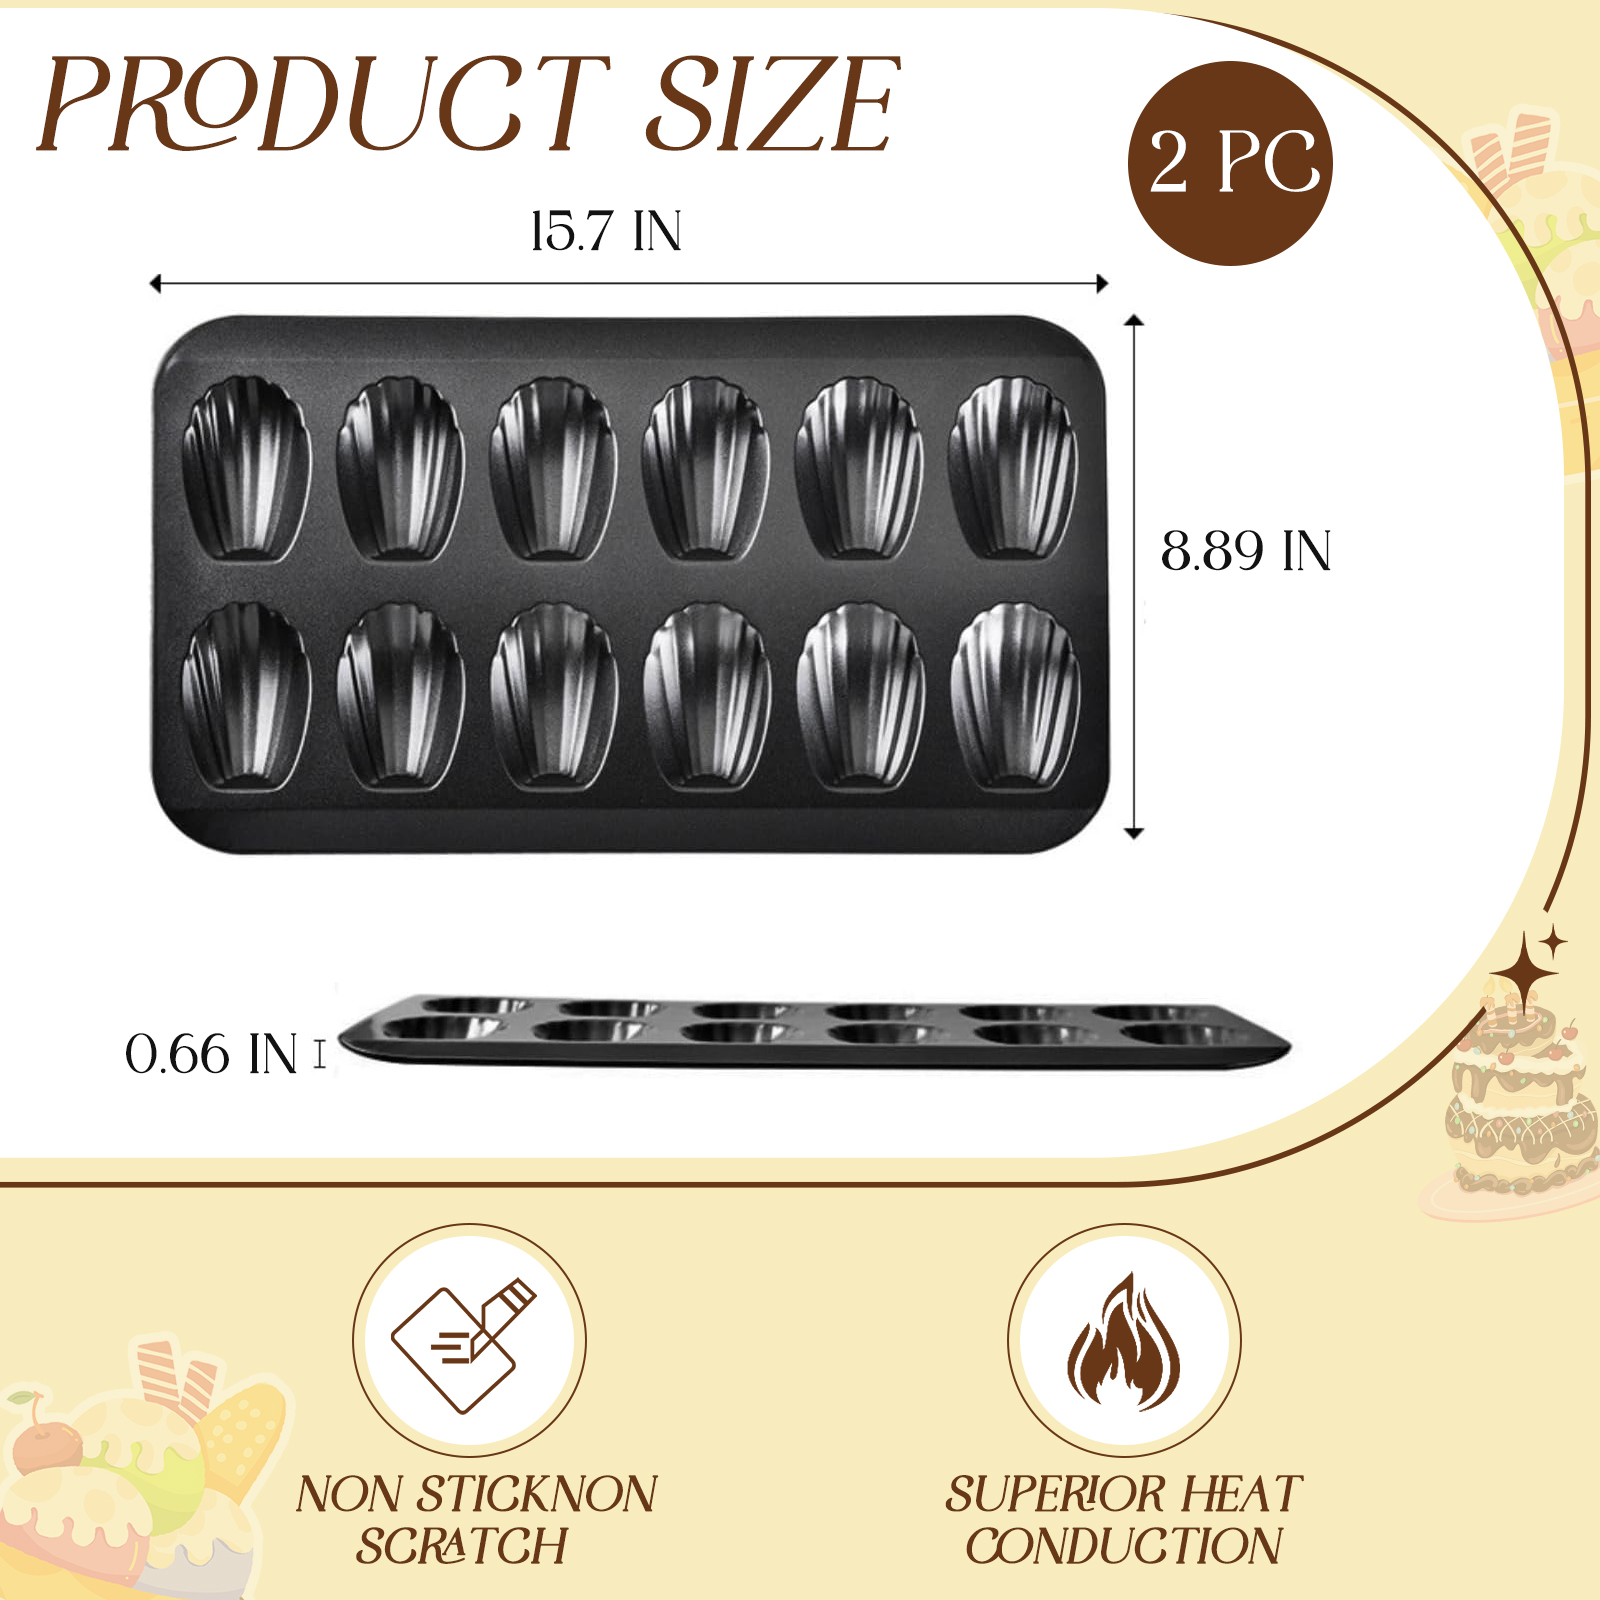 PRODUCT SIZE
2 PC
15.7 IN
8.89 IN
0.66 IN
NON STICKNON
SCRATCH
SUPERIOR HEAT
CONDUCTION